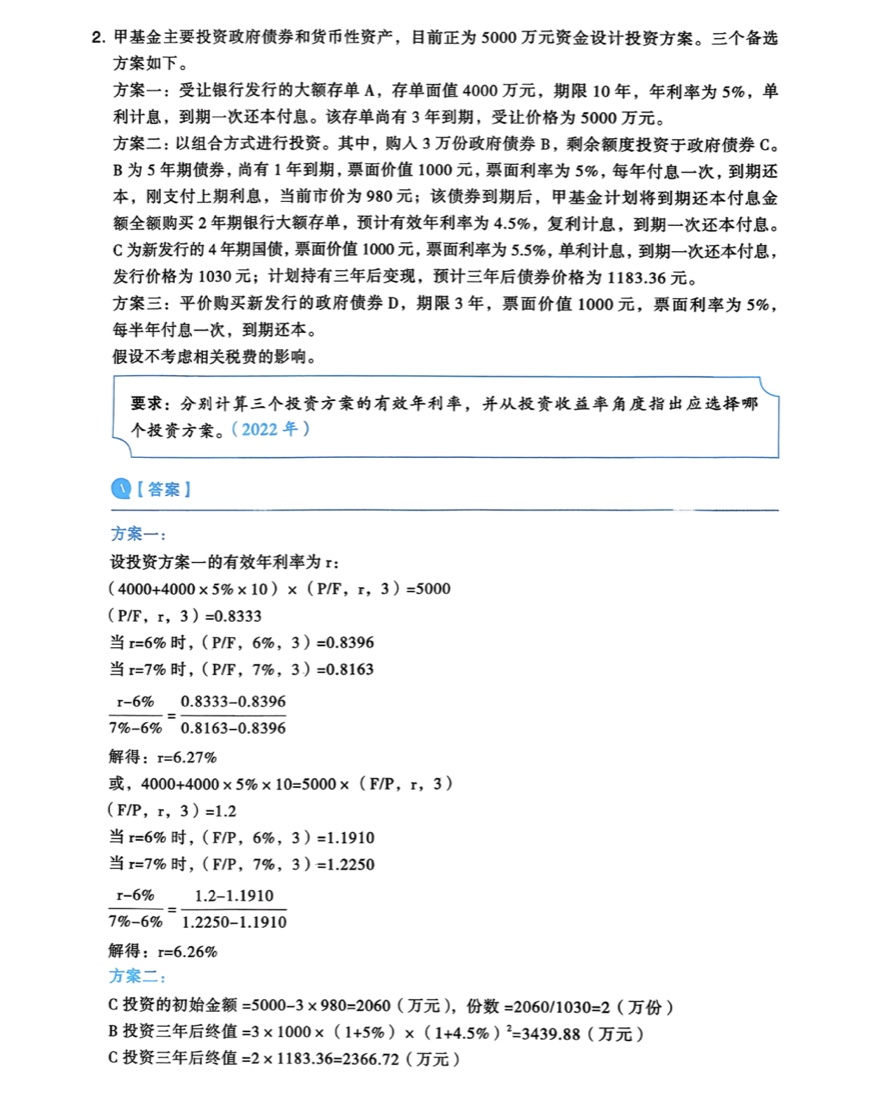 2. 甲基金主要投资政府债券和货币性资产，目前正为 5000 万元资金设计投资方案。三个备选
方案如下。
方案一：受让银行发行的大额存单 A，存单面值 4000 万元，期限 10 年，年利率为 5%，单
利计息，到期一次还本付息。该存单尚有 3 年到期，受让价格为 5000 万元。
方案二：以组合方式进行投资。其中，购入 3 万份政府债券 B，剩余额度投资于政府债券 C。
B 为 5 年期债券，尚有 1 年到期，票面价值 1000 元，票面利率为 5%，每年付息一次，到期还
本，刚支付上期利息，当前市价为 980 元；该债券到期后，甲基金计划将到期还本付息金
额全额购买 2 年期银行大额存单，预计有效年利率为 4.5%，复利计息，到期一次还本付息。
C 为新发行的 4 年期国债，票面价值 1000 元，票面利率为 5.5%，单利计息，到期一次还本付息，
发行价格为 1030 元；计划持有三年后变现，预计三年后债券价格为 1183.36 元。
方案三：平价购买新发行的政府债券 D，期限 3 年，票面价值 1000 元，票面利率为 5%，
每半年付息一次，到期还本。
假设不考虑相关税费的影响。
要求：分别计算三个投资方案的有效年利率，并从投资收益率角度指出应选择哪
个投资方案。（2022 年）
【答案】
方案一：
设投资方案一的有效年利率为 r：
（4000+4000×5%×10）×（P/F，r，3）=5000
（P/F，r，3）=0.8333
当 r=6% 时，（P/F，6%，3）=0.8396
当 r=7% 时，（P/F，7%，3）=0.8163
r-6% 0.8333-0.8396
=
7%-6% 0.8163-0.8396
解得：r=6.27%
或，4000+4000×5%×10=5000×（F/P，r，3）
（F/P，r，3）=1.2
当 r=6% 时，（F/P，6%，3）=1.1910
当 r=7% 时，（F/P，7%，3）=1.2250
r-6% 1.2-1.1910
=
7%-6% 1.2250-1.1910
解得：r=6.26%
方案二：
C 投资的初始金额 =5000-3×980=2060（万元），份数 =2060/1030=2（万份）
B 投资三年后终值 =3×1000×（1+5%）×（1+4.5%）²=3439.88（万元）
C 投资三年后终值 =2×1183.36=2366.72（万元）